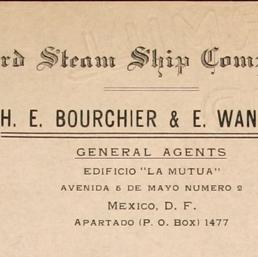 rd Steam Ship Com
H. E. BOURCHIER & E. WAN
GENERAL AGENTS
EDIFICIO "LA MUTUA"
AVENIDA 5 DE MAYO NUMERO 2
MEXICO, D. F.
APARTADO (P. O. BOX) 1477